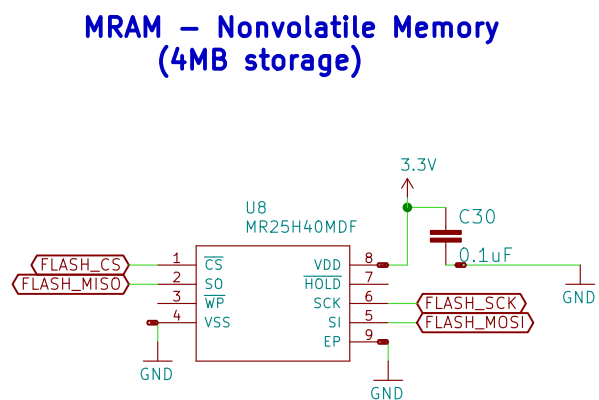 MRAM - Nonvolatile Memory
(4MB storage)
3.3V
U8
MR25H40MDF
C30
0.1uF
FLASH_CS 1 CS VDD 8
FLASH_MISO 2 SO HOLD 7
3 WP SCK 6 FLASH_SCK
4 VSS SI 5 FLASH_MOSI
EP 9
GND
GND
GND